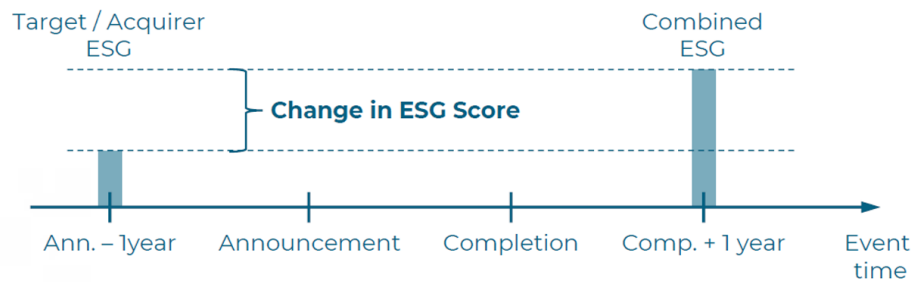 Target / Acquirer
ESG
Combined
ESG
Change in ESG Score
Ann. – 1year
Announcement
Completion
Comp. + 1 year
Event
time